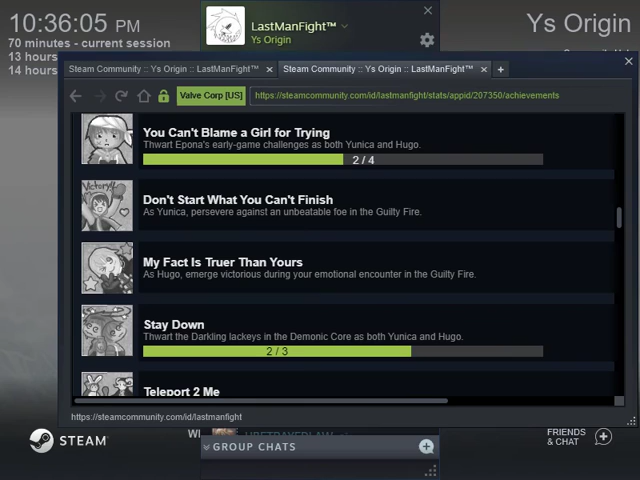 10:36:05 PM
70 minutes - current session
13 hours
14 hours
LastManFight™
Ys Origin
Ys Origin
Steam Community :: Ys Origin :: LastManFight™ ×
Steam Community :: Ys Origin :: LastManFight™ × +
Valve Corp [US]
https://steamcommunity.com/id/lastmanfight/stats/appid/207350/achievements
You Can't Blame a Girl for Trying
Thwart Epona's early-game challenges as both Yunica and Hugo.
2 / 4
Victory!
Don't Start What You Can't Finish
As Yunica, persevere against an unbeatable foe in the Guilty Fire.
My Fact Is Truer Than Yours
As Hugo, emerge victorious during your emotional encounter in the Guilty Fire.
Stay Down
Thwart the Darkling lackeys in the Demonic Core as both Yunica and Hugo.
2 / 3
Teleport 2 Me
https://steamcommunity.com/id/lastmanfight
STEAM
GROUP CHATS
FRIENDS
& CHAT